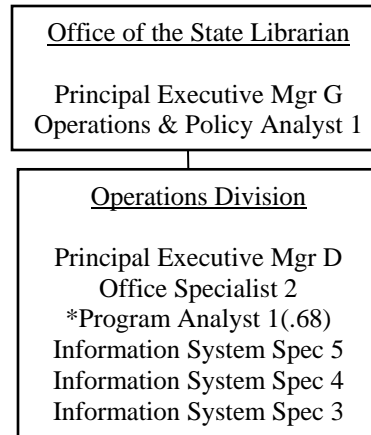 Office of the State Librarian
Principal Executive Mgr G
Operations & Policy Analyst 1
Operations Division
Principal Executive Mgr D
Office Specialist 2
*Program Analyst 1(.68)
Information System Spec 5
Information System Spec 4
Information System Spec 3